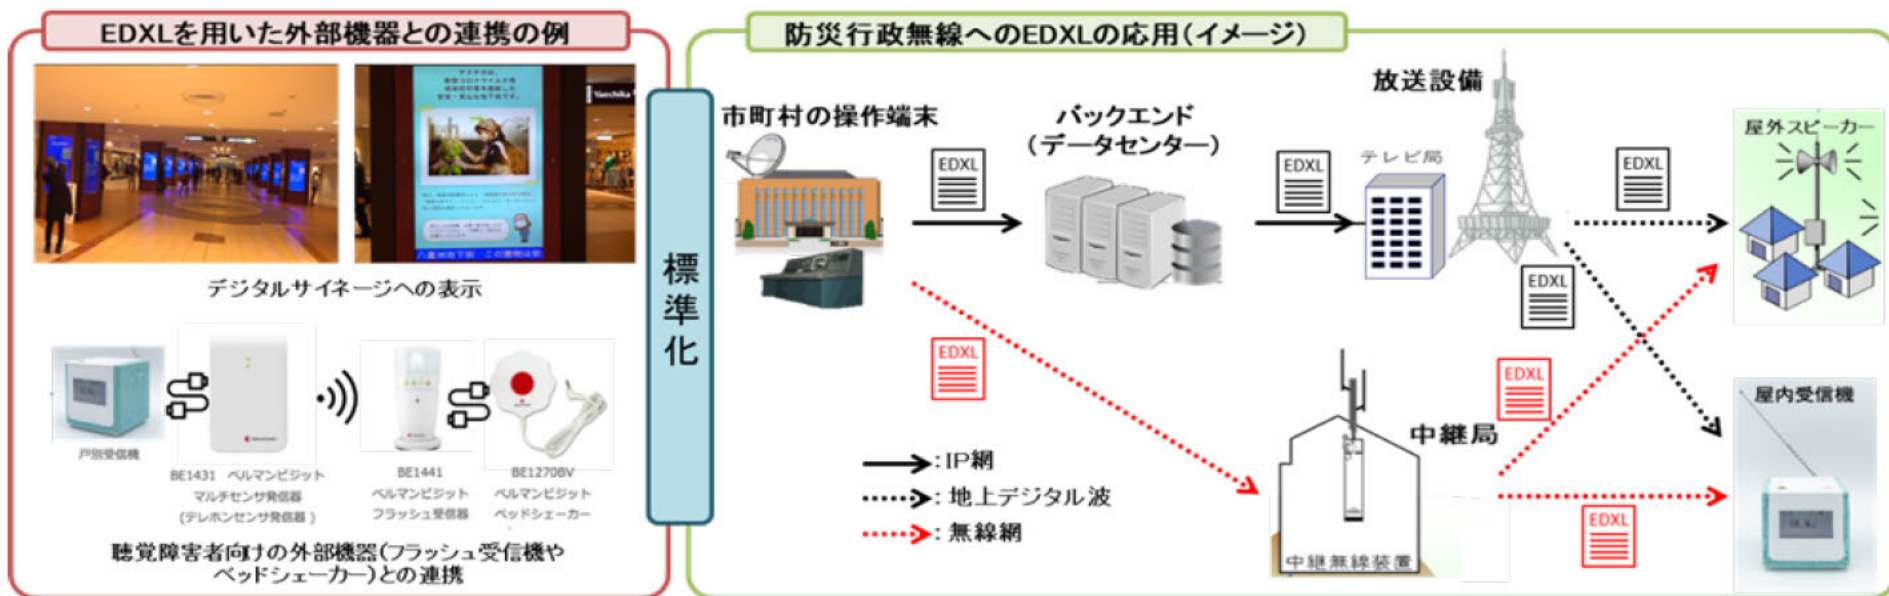 EDXLを用いた外部機器との連携の例
デジタルサイネージへの表示
戸別受信機
BE1431 ベルマンビジット
マルチセンサ発信器
(テレホンセンサ発信器)
BE1441
ベルマンビジット
フラッシュ受信器
BE1270BV
ベルマンビジット
ベッドシェーカー
聴覚障害者向けの外部機器(フラッシュ受信機や
ベッドシェーカー)との連携
標準化
防災行政無線へのEDXLの応用(イメージ)
市町村の操作端末
EDXL
バックエンド
(データセンター)
EDXL
放送設備
テレビ局
EDXL
屋外スピーカー
EDXL
EDXL
EDXL
中継局
中継無線装置
EDXL
屋内受信機
:IP網
:地上デジタル波
:無線網